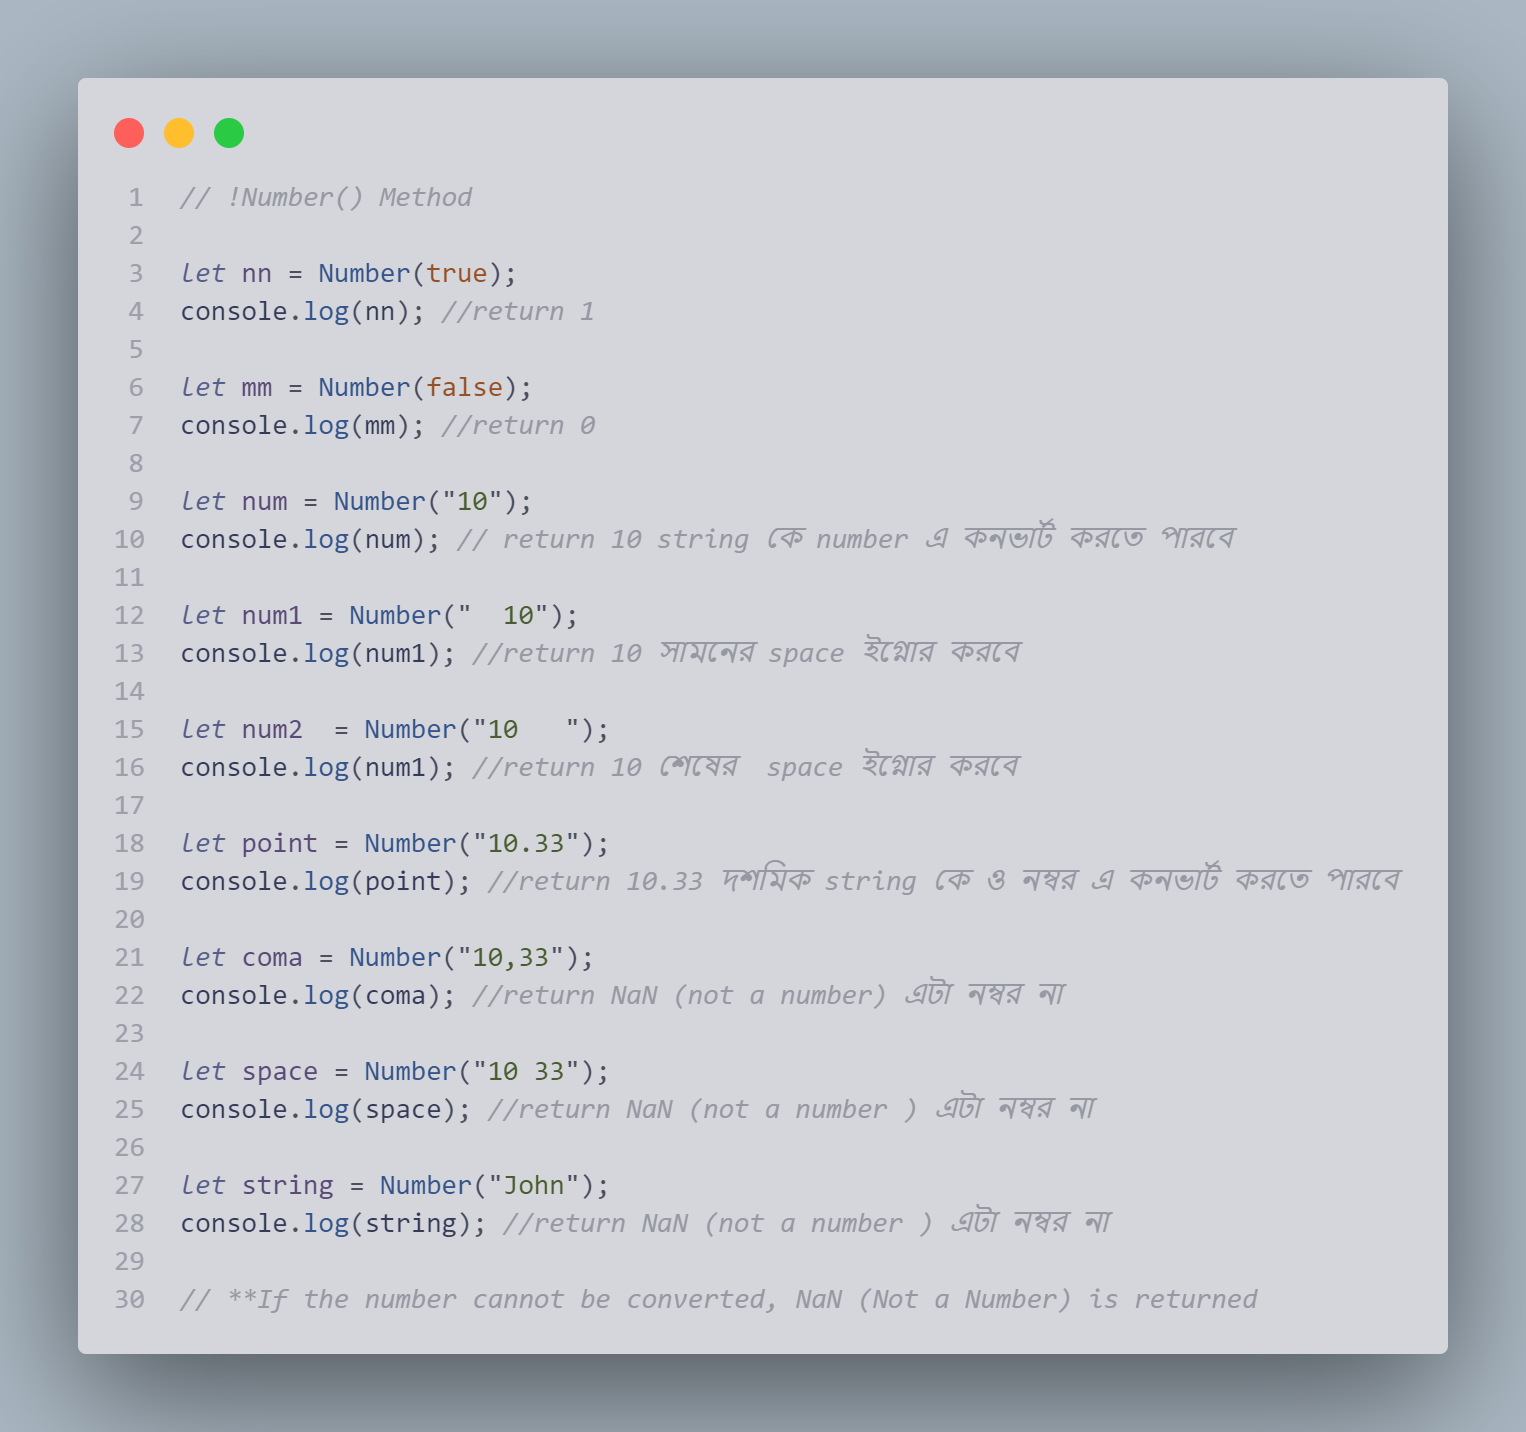 1 // !Number() Method
2
3 let nn = Number(true);
4 console.log(nn); //return 1
5
6 let mm = Number(false);
7 console.log(mm); //return 0
8
9 let num = Number("10");
10 console.log(num); // return 10 string কে number এ কনভার্ট করতে পারবে
11
12 let num1 = Number("  10");
13 console.log(num1); //return 10 সামনের space ইগ্নোর করবে
14
15 let num2  = Number("10   ");
16 console.log(num1); //return 10 শেষের  space ইগ্নোর করবে
17
18 let point = Number("10.33");
19 console.log(point); //return 10.33 দশমিক string কে ও নম্বর এ কনভার্ট করতে পারবে
20
21 let coma = Number("10,33");
22 console.log(coma); //return NaN (not a number) এটা নম্বর না
23
24 let space = Number("10 33");
25 console.log(space); //return NaN (not a number ) এটা নম্বর না
26
27 let string = Number("John");
28 console.log(string); //return NaN (not a number ) এটা নম্বর না
29
30 // **If the number cannot be converted, NaN (Not a Number) is returned